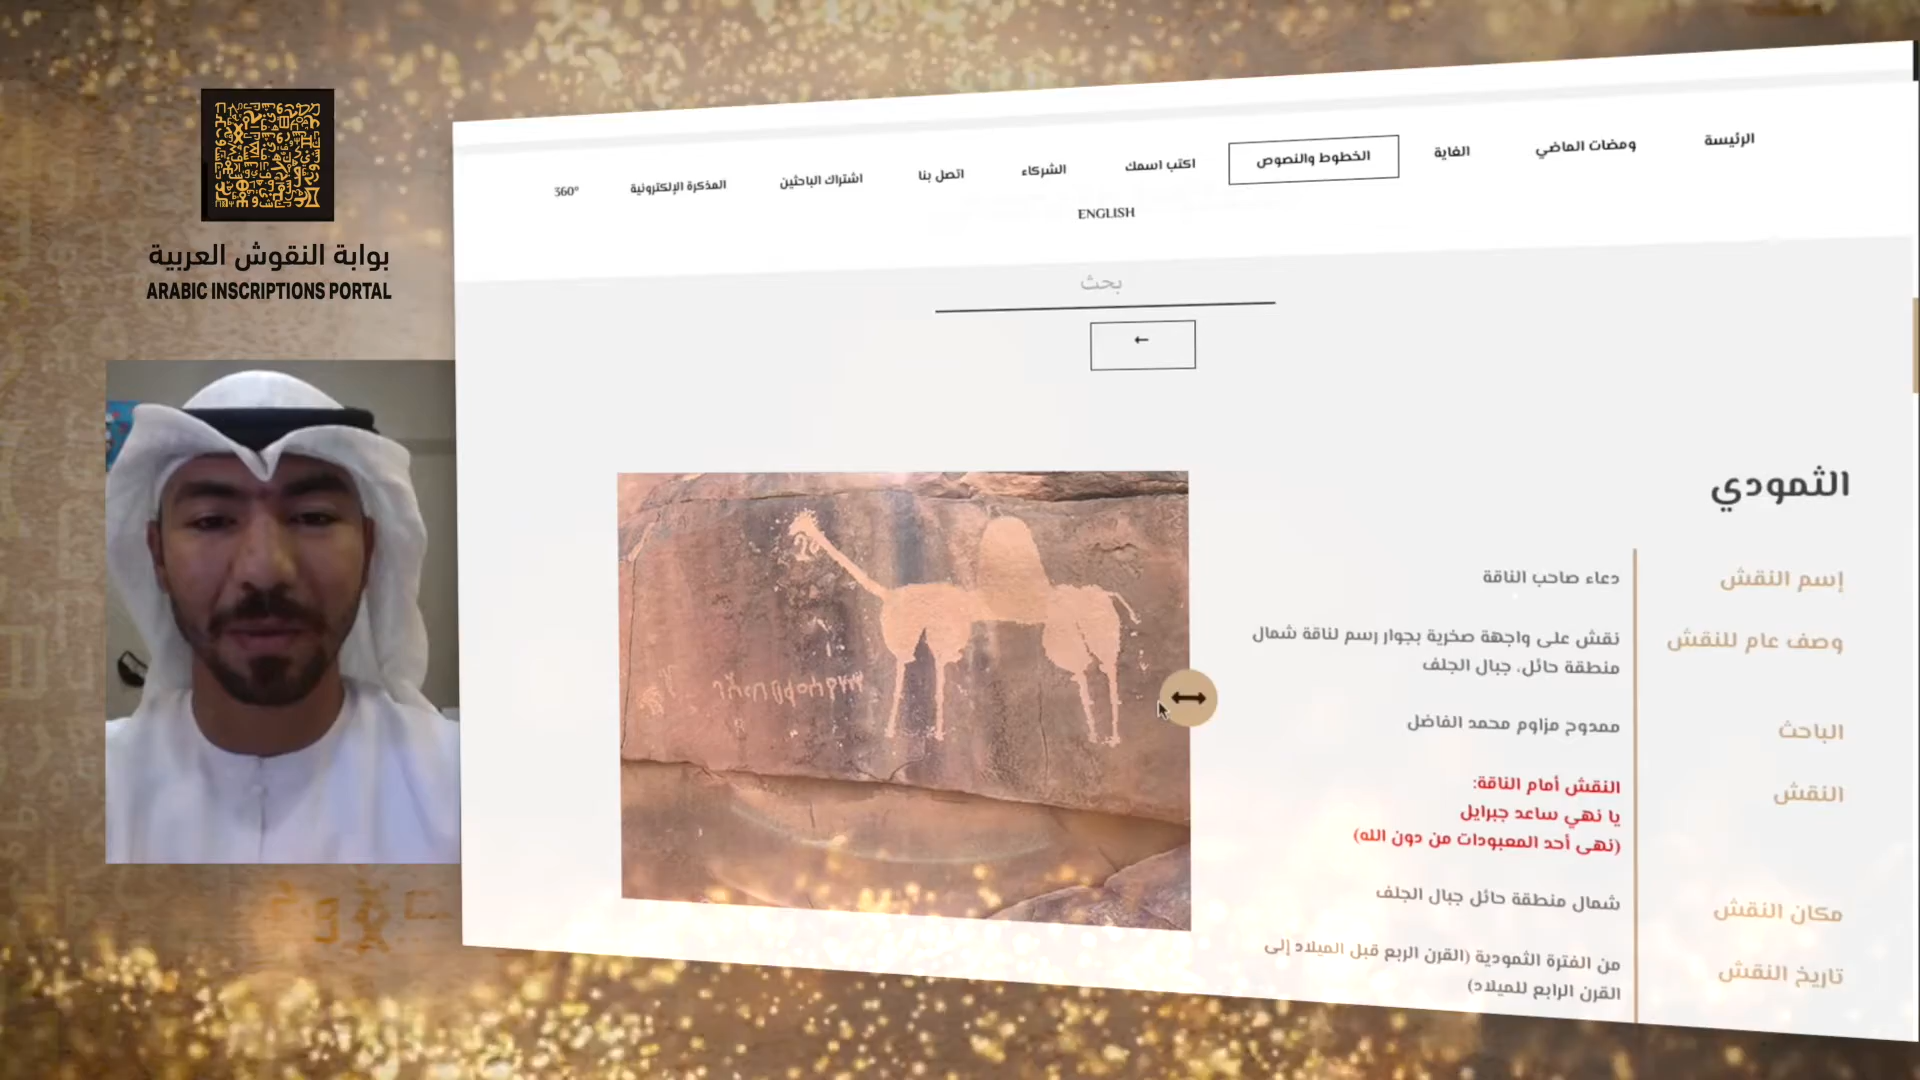 بوابة النقوش العربية
ARABIC INSCRIPTIONS PORTAL
الرئيسة
ومضات الماضي
الغاية
الخطوط والنصوص
اكتب اسمك
الشركاء
اتصل بنا
اشتراك الباحثين
المذكرة الإلكترونية
360°
ENGLISH
بحث
←
الثمودي
إسم النقش
دعاء صاحب الناقة
وصف عام للنقش
نقش على واجهة صخرية بجوار رسم لناقة شمال
منطقة حائل، جبال الجلف
الباحث
ممدوح مزاوم محمد الفاضل
النقش
النقش أمام الناقة:
يا نهي ساعد جبرايل
(نهى أحد المعبودات من دون الله)
مكان النقش
شمال منطقة حائل جبال الجلف
تاريخ النقش
من الفترة الثمودية (القرن الربع قبل الميلاد إلى
القرن الرابع للميلاد)